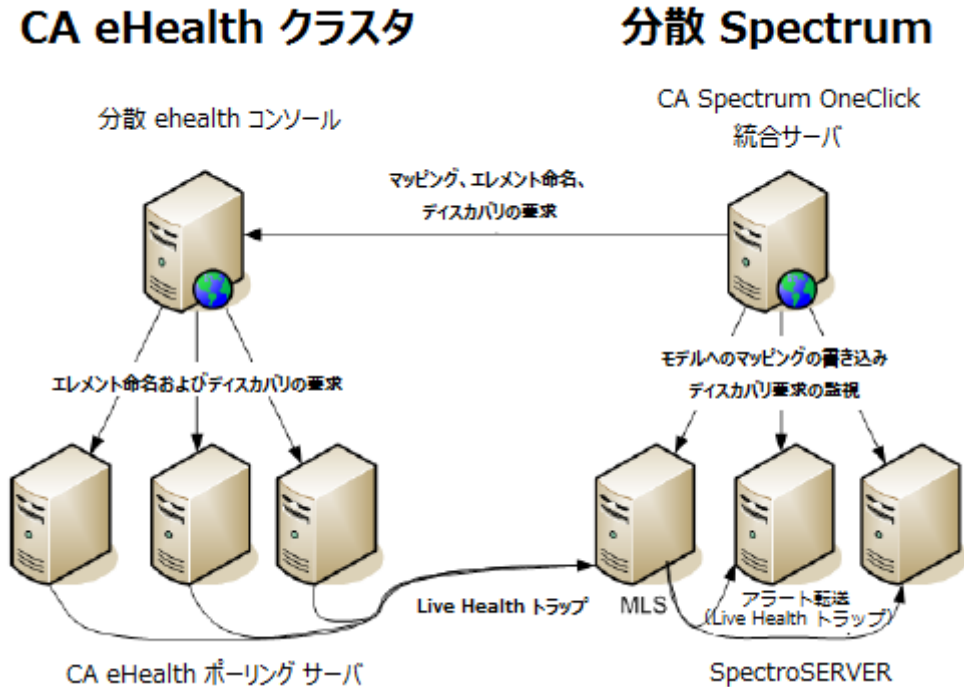 CA eHealth クラスタ
分散 Spectrum
分散 ehealth コンソール
CA Spectrum OneClick
統合サーバ
マッピング、エレメント命名、
ディスカバリの要求
エレメント命名およびディスカバリの要求
モデルへのマッピングの書き込み
ディスカバリ要求の監視
Live Health トラップ
MLS
アラート転送
(Live Health トラップ)
CA eHealth ポーリング サーバ
SpectroSERVER